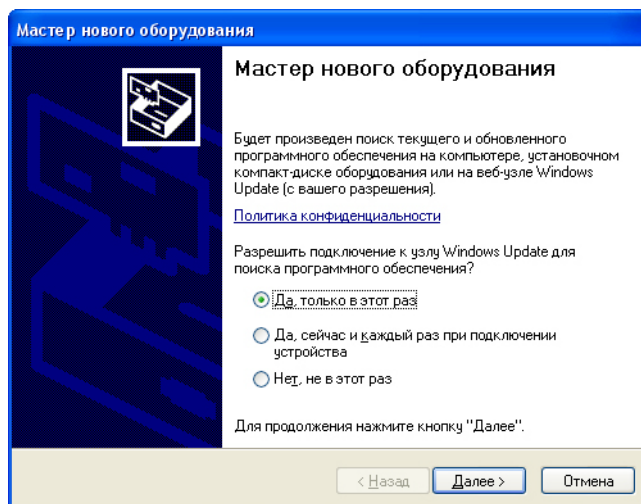 Мастер нового оборудования
Мастер нового оборудования
Будет произведен поиск текущего и обновленного
программного обеспечения на компьютере, установочном
компакт-диске оборудования или на веб-узле Windows
Update (с вашего разрешения).
Политика конфиденциальности
Разрешить подключение к узлу Windows Update для
поиска программного обеспечения?
Да, только в этот раз
Да, сейчас и каждый раз при подключении
устройства
Нет, не в этот раз
Для продолжения нажмите кнопку "Далее".
< Назад Далее > Отмена